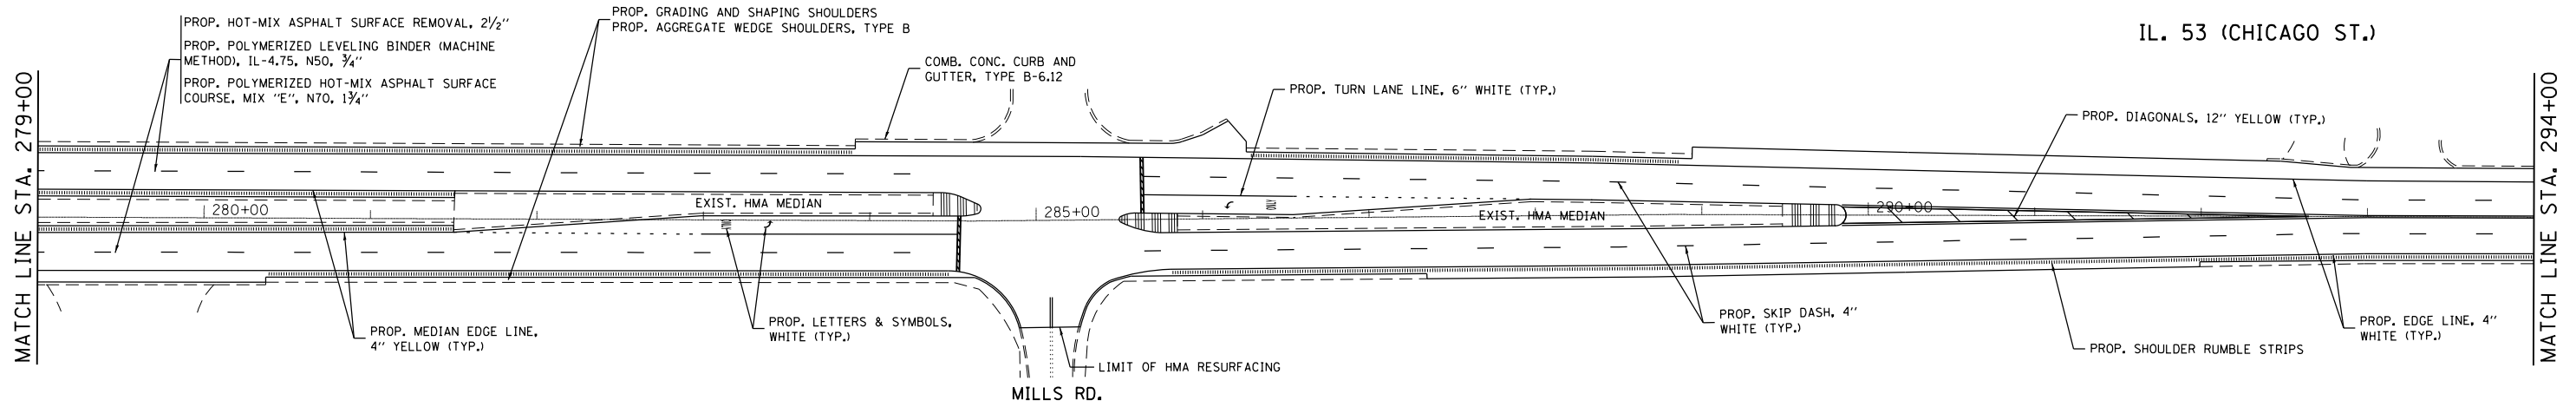 PROP. HOT-MIX ASPHALT SURFACE REMOVAL, 2½"
PROP. POLYMERIZED LEVELING BINDER (MACHINE
METHOD), IL-4.75, N50, ¾"
PROP. POLYMERIZED HOT-MIX ASPHALT SURFACE
COURSE, MIX "E", N70, 1¾"
PROP. GRADING AND SHAPING SHOULDERS
PROP. AGGREGATE WEDGE SHOULDERS, TYPE B
COMB. CONC. CURB AND
GUTTER, TYPE B-6.12
PROP. TURN LANE LINE, 6" WHITE (TYP.)
IL. 53 (CHICAGO ST.)
PROP. DIAGONALS, 12" YELLOW (TYP.)
MATCH LINE STA. 279+00
MATCH LINE STA. 294+00
280+00
EXIST. HMA MEDIAN
285+00
EXIST. HMA MEDIAN
290+00
PROP. MEDIAN EDGE LINE,
4" YELLOW (TYP.)
PROP. LETTERS & SYMBOLS,
WHITE (TYP.)
LIMIT OF HMA RESURFACING
MILLS RD.
PROP. SKIP DASH, 4"
WHITE (TYP.)
PROP. SHOULDER RUMBLE STRIPS
PROP. EDGE LINE, 4"
WHITE (TYP.)